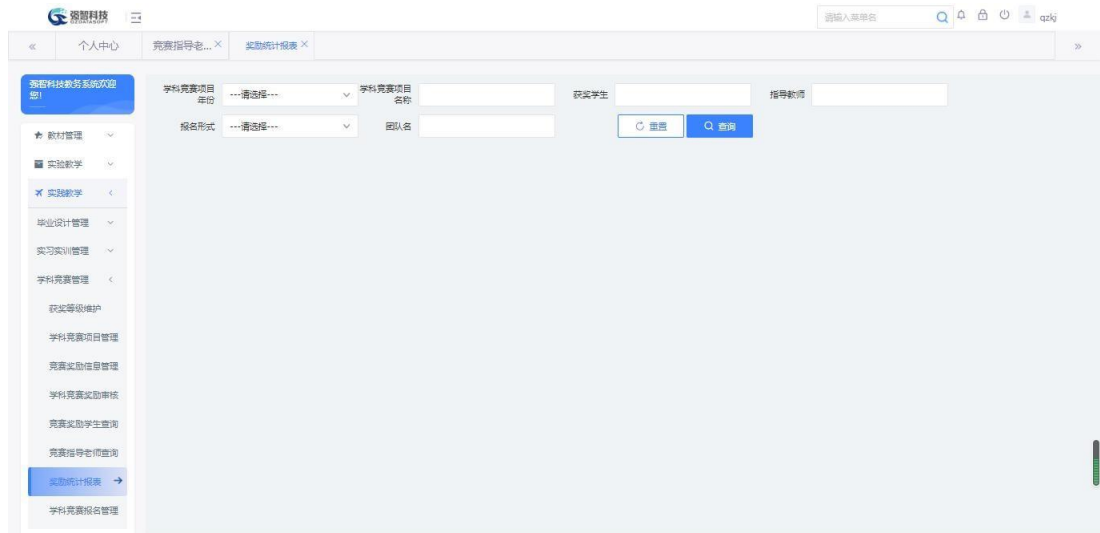 强智科技
QZDATASOFT
请输入菜单名
qzkj
个人中心
竞赛指导老...
奖励统计报表
强智科技教务系统欢迎
您!
学科竞赛项目
年份
---请选择---
学科竞赛项目
名称
获奖学生
指导教师
报名形式
---请选择---
团队名
重置
查询
教材管理
实验教学
实践教学
毕业设计管理
实习实训管理
学科竞赛管理
获奖等级维护
学科竞赛项目管理
竞赛奖励信息管理
学科竞赛奖励审核
竞赛奖励学生查询
竞赛指导老师查询
奖励统计报表
学科竞赛报名管理